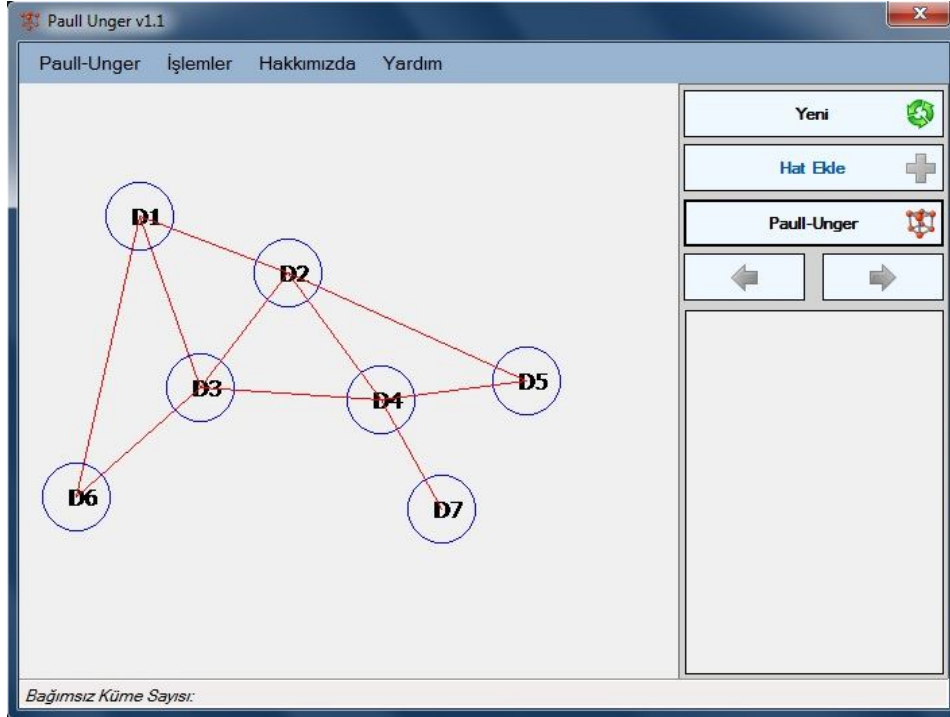 Paull Unger v1.1
Paull-Unger İşlemler Hakkımızda Yardım
Yeni
Hat Ekle
Paull-Unger
D1
D2
D3
D4
D5
D6
D7
Bağımsız Küme Sayısı: